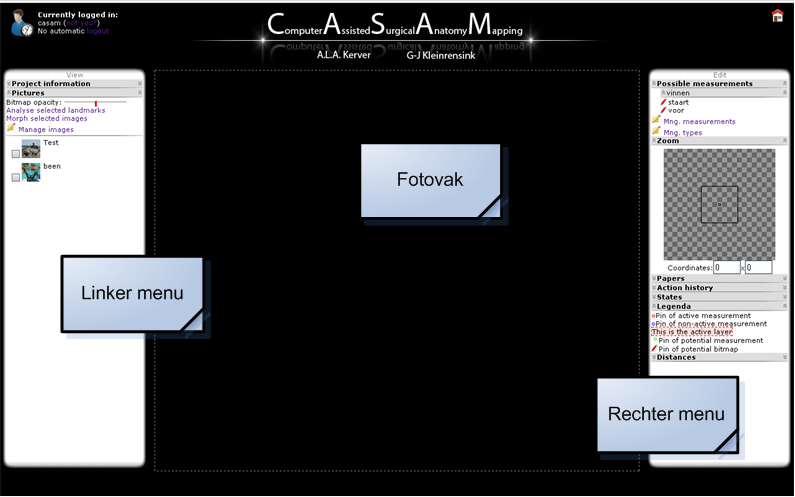 Currently logged in:
casam (not your)
No automatic logout
ComputerAssistedSurgicalAnatomyMapping
A.L.A. Kerver G-J Kleinrensink
View
Project information
Pictures
Bitmap opacity:
Analyse selected landmarks
Morph selected images
Manage images
Test
been
Fotovak
Linker menu
Edit
Possible measurements
vinnen
staart
voor
Mng. measurements
Mng. types
Zoom
Coordinates: 0 x 0
Papers
Action history
States
Legenda
Pin of active measurement
Pin of non-active measurement
This is the active layer
Pin of potential measurement
Pin of potential bitmap
Distances
Rechter menu